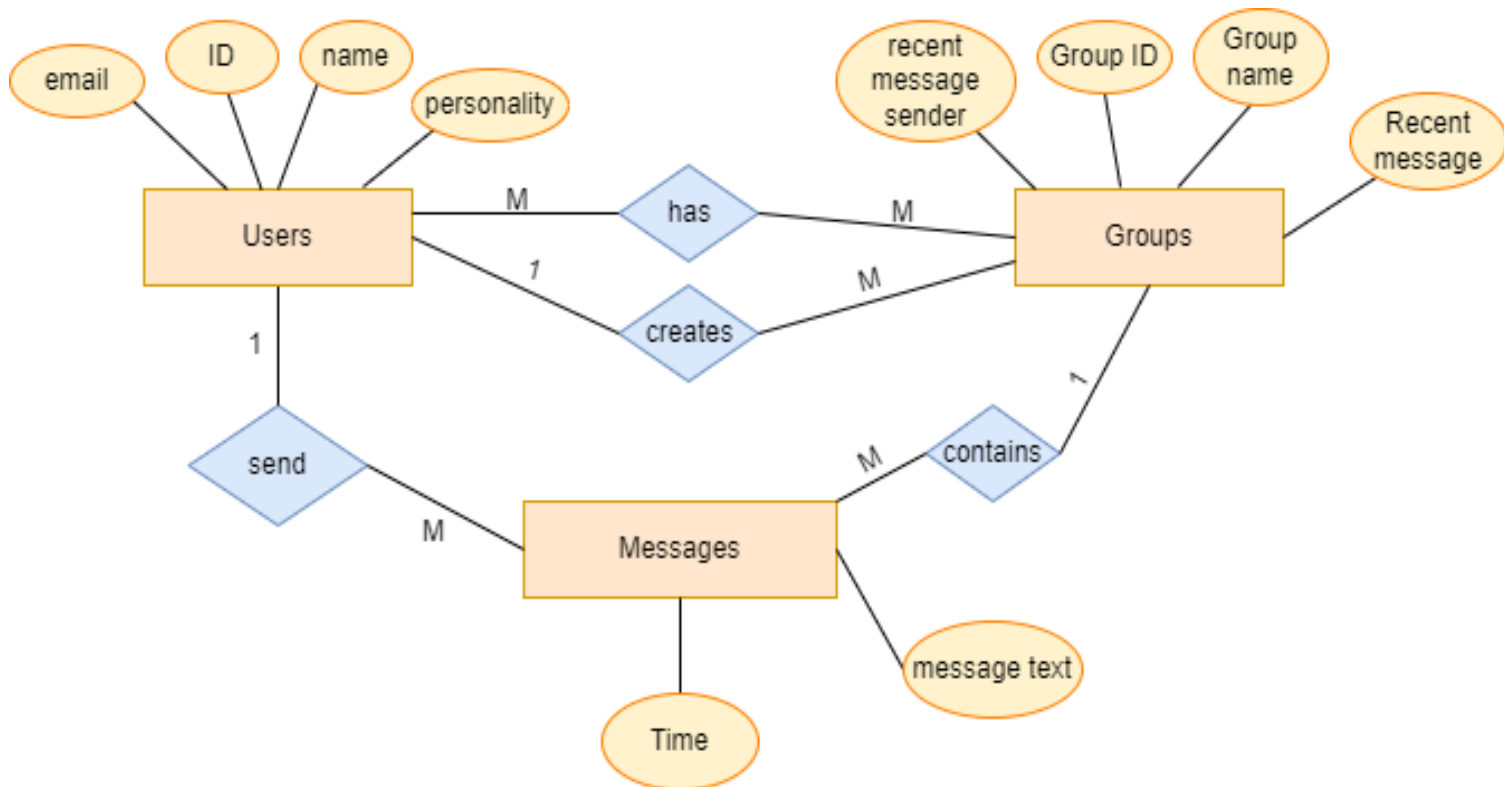 email
ID
name
personality
recent
message
sender
Group ID
Group
name
Recent
message
Users
M
has
M
Groups
1
creates
M
1
send
M
1
contains
M
Messages
message text
Time